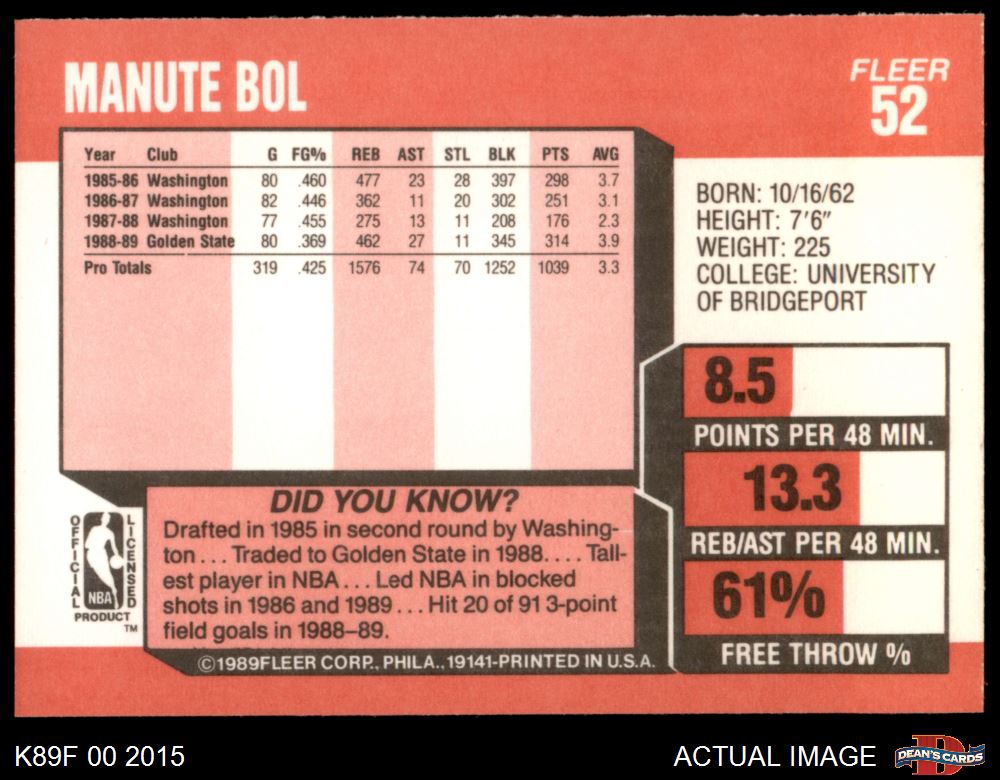 MANUTE BOL
FLEER
52
Year Club G FG% REB AST STL BLK PTS AVG
1985-86 Washington 80 .460 477 23 28 397 298 3.7
1986-87 Washington 82 .446 362 11 20 302 251 3.1
1987-88 Washington 77 .455 275 13 11 208 176 2.3
1988-89 Golden State 80 .369 462 27 11 345 314 3.9
Pro Totals 319 .425 1576 74 70 1252 1039 3.3
BORN: 10/16/62
HEIGHT: 7'6"
WEIGHT: 225
COLLEGE: UNIVERSITY
OF BRIDGEPORT
8.5
POINTS PER 48 MIN.
13.3
REB/AST PER 48 MIN.
61%
FREE THROW %
OFFICIAL
LICENSED
NBA
PRODUCT
TM
DID YOU KNOW?
Drafted in 1985 in second round by Washing-
ton... Traded to Golden State in 1988.... Tall-
est player in NBA... Led NBA in blocked
shots in 1986 and 1989... Hit 20 of 91 3-point
field goals in 1988–89.
©1989FLEER CORP., PHILA., 19141-PRINTED IN U.S.A.
K89F 00 2015
ACTUAL IMAGE
D
DEAN'S CARDS